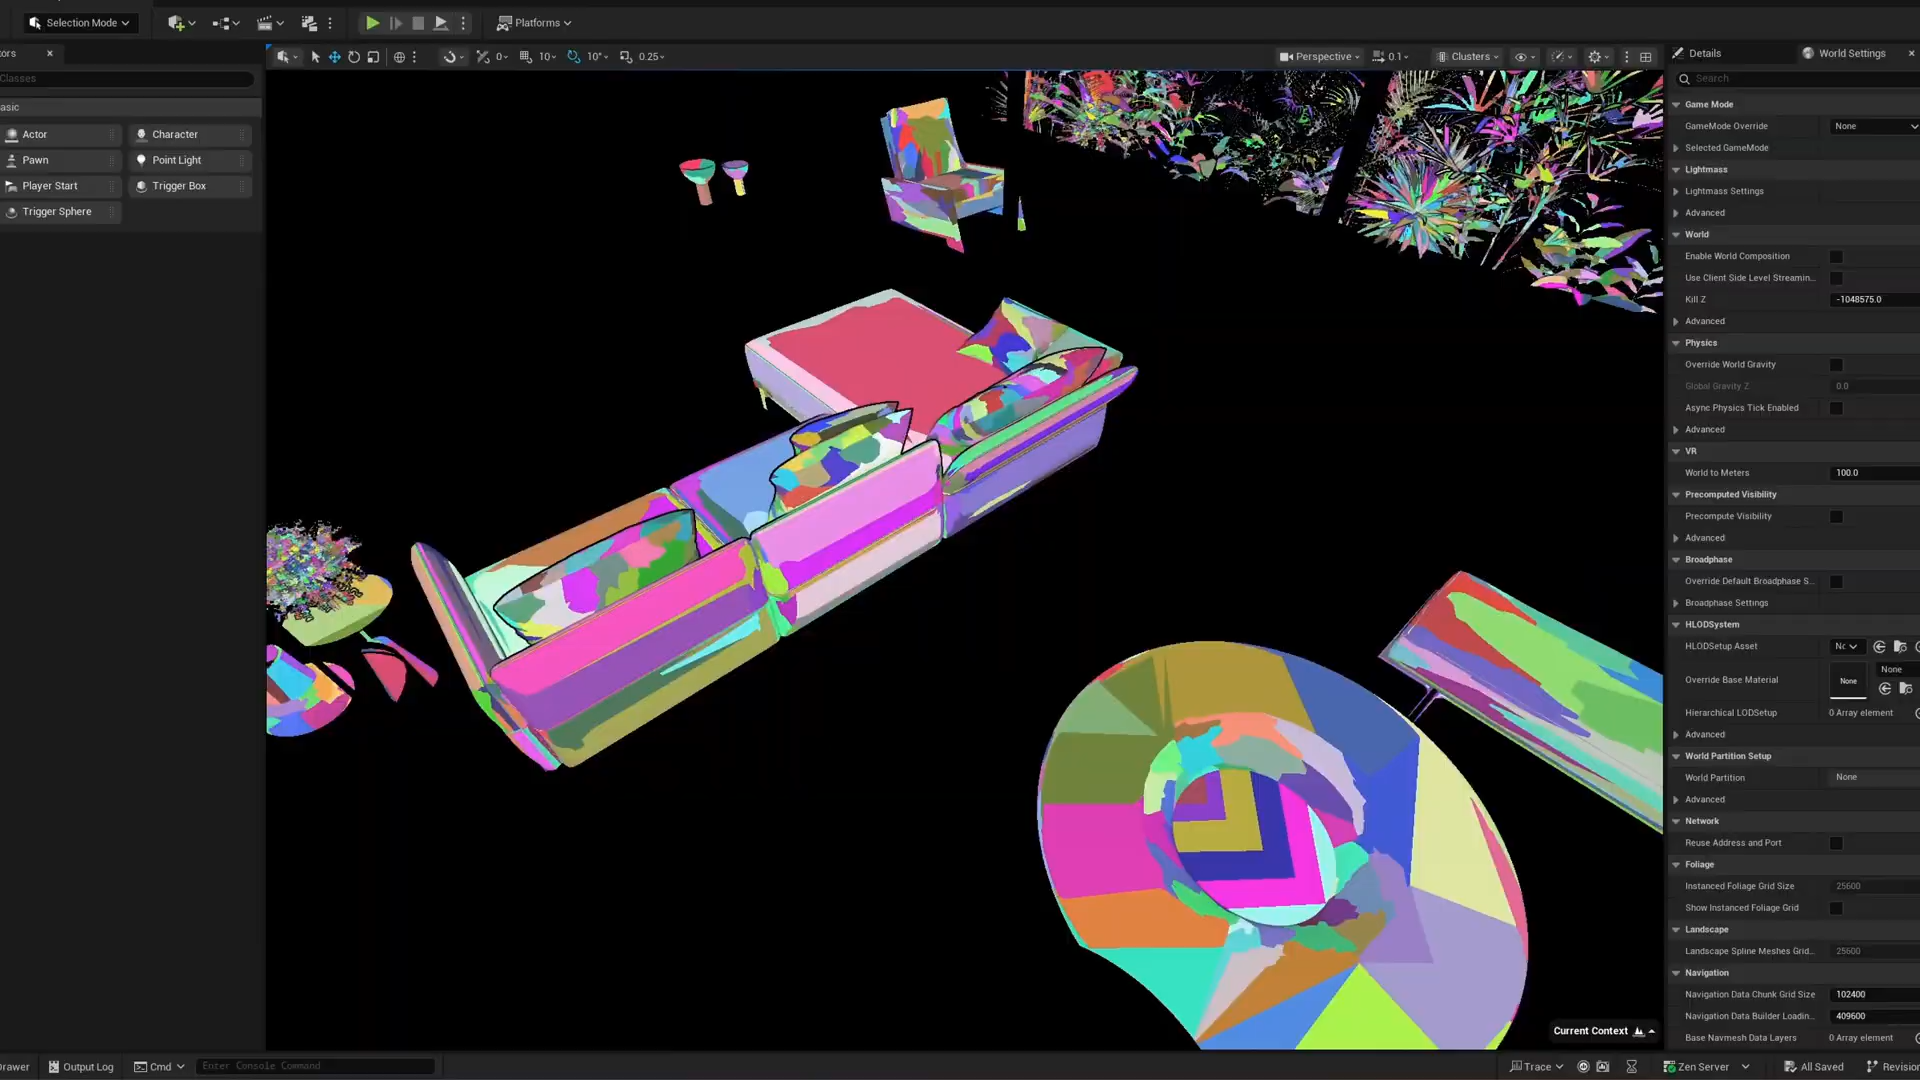 Selection Mode
Platforms
tors
Classes
asic
Actor
Character
Pawn
Point Light
Player Start
Trigger Box
Trigger Sphere
0
10
10°
0.25
Perspective
0.1
Clusters
Details
World Settings
Search
Game Mode
GameMode Override
None
Selected GameMode
Lightmass
Lightmass Settings
Advanced
World
Enable World Composition
Use Client Side Level Streamin...
Kill Z
-1048575.0
Advanced
Physics
Override World Gravity
Global Gravity Z
0.0
Async Physics Tick Enabled
Advanced
VR
World to Meters
100.0
Precomputed Visibility
Precompute Visibility
Advanced
Broadphase
Override Default Broadphase S...
Broadphase Settings
HLODSystem
HLODSetup Asset
Nc
Override Base Material
None
None
Hierarchical LODSetup
0 Array element
Advanced
World Partition Setup
World Partition
None
Advanced
Network
Reuse Address and Port
Foliage
Instanced Foliage Grid Size
25600
Show Instanced Foliage Grid
Landscape
Landscape Spline Meshes Grid...
25600
Navigation
Navigation Data Chunk Grid Size
102400
Navigation Data Builder Loadin...
409600
Base Navmesh Data Layers
0 Array element
Current Context
rawer
Output Log
Cmd
Enter Console Command
Trace
Zen Server
All Saved
Revision